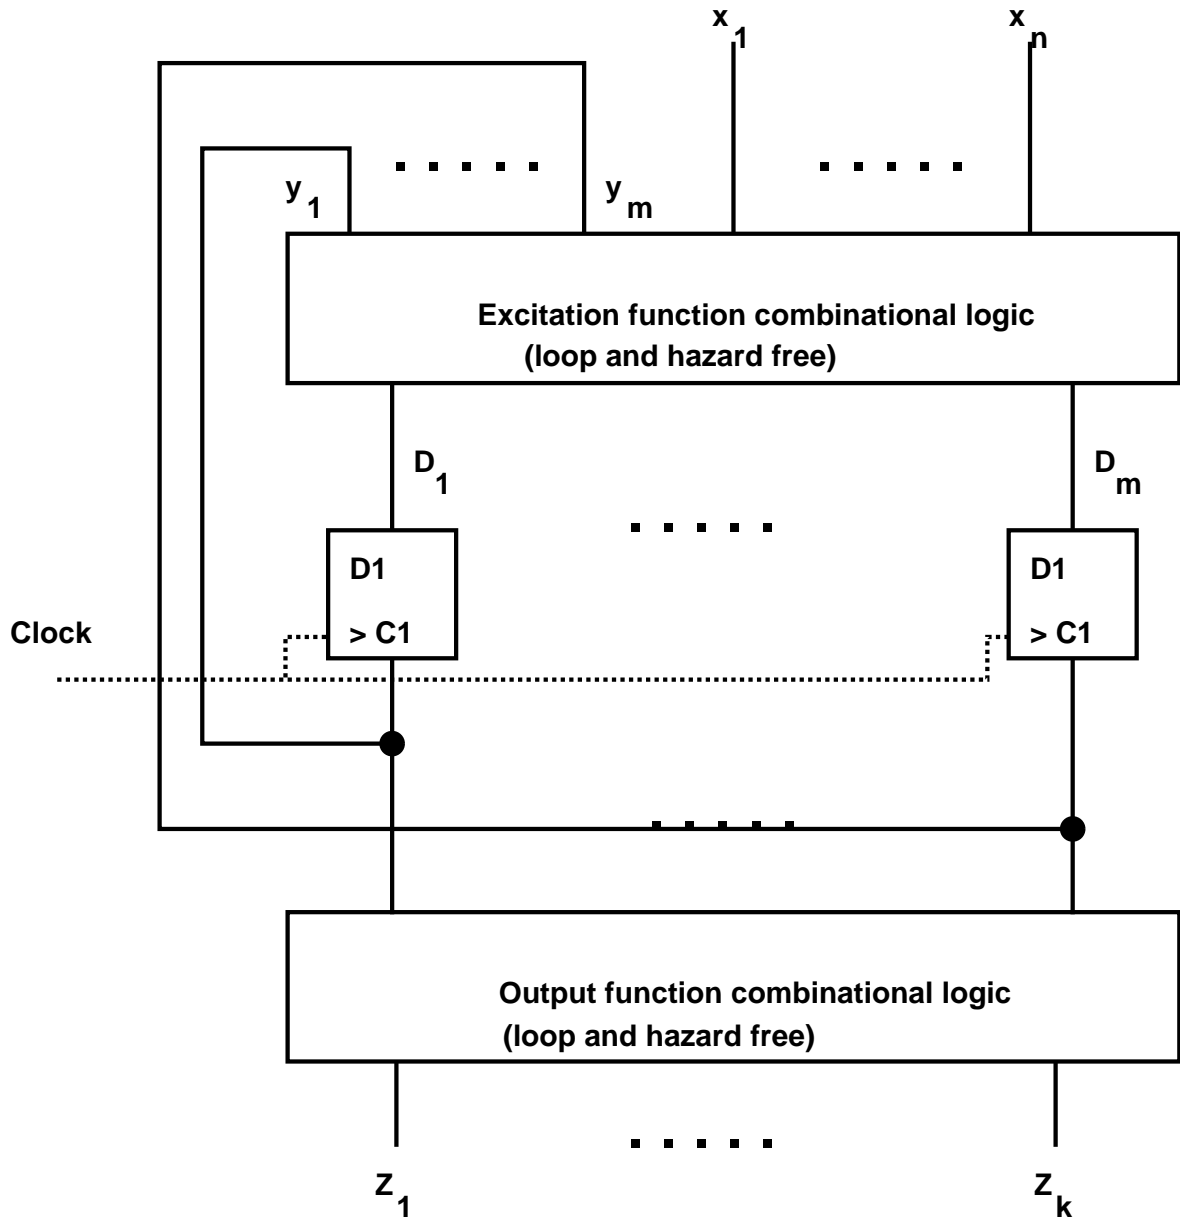 x1 xn
y1 ym
Excitation function combinational logic
(loop and hazard free)
D1 Dm
D1 D1
Clock > C1 > C1
Output function combinational logic
(loop and hazard free)
Z1 Zk